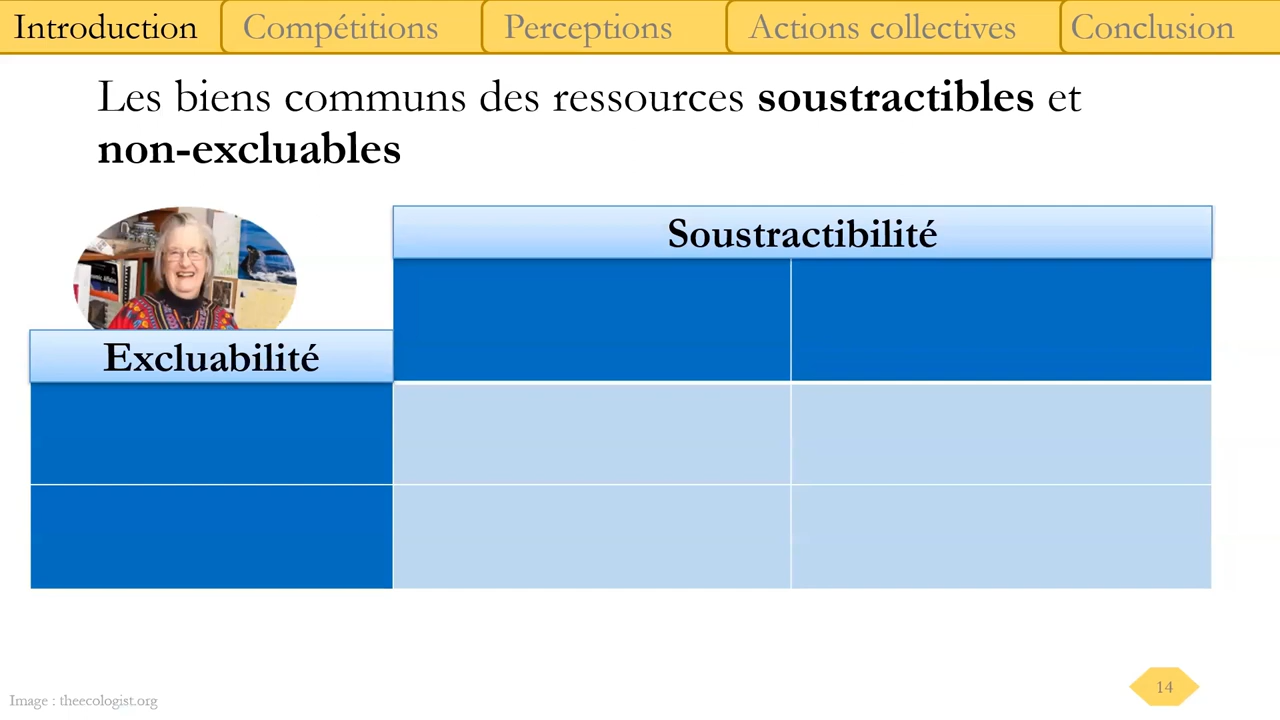 Introduction
Compétitions
Perceptions
Actions collectives
Conclusion
Les biens communs des ressources soustractibles et
non-excluables
Soustractibilité
Excluabilité
14
Image : theecologist.org